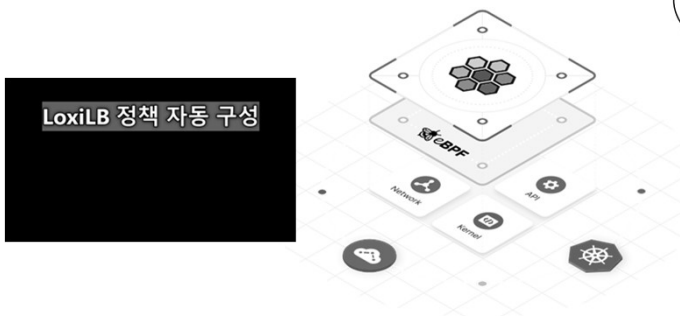 LoxiLB 정책 자동 구성
eBPF
Network
API
Kernel